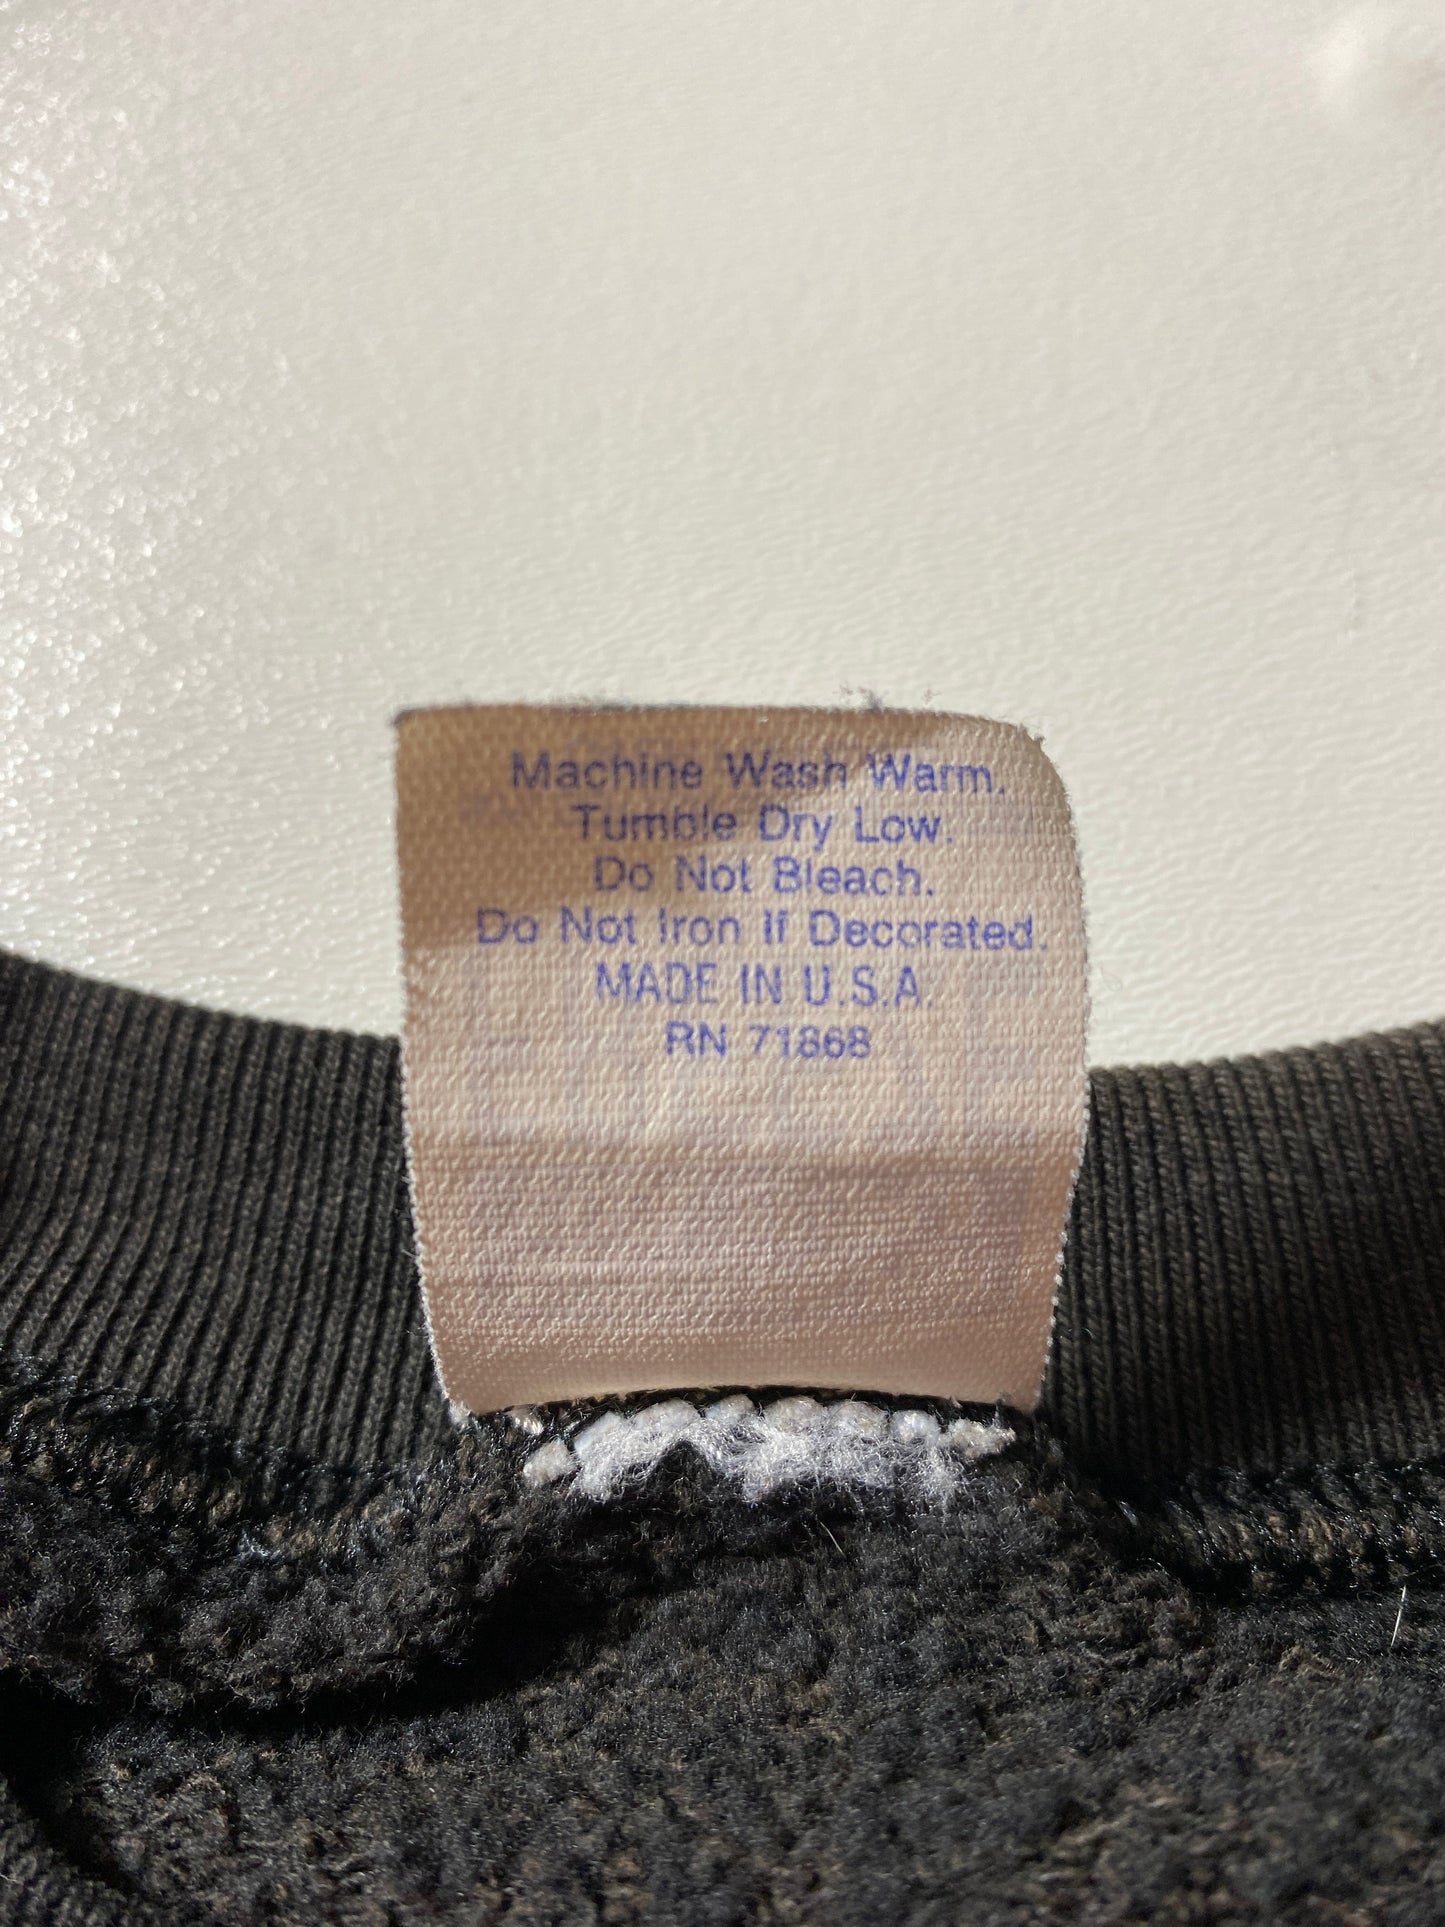 Machine Wash Warm.
Tumble Dry Low.
Do Not Bleach.
Do Not Iron If Decorated.
MADE IN U.S.A.
RN 71868